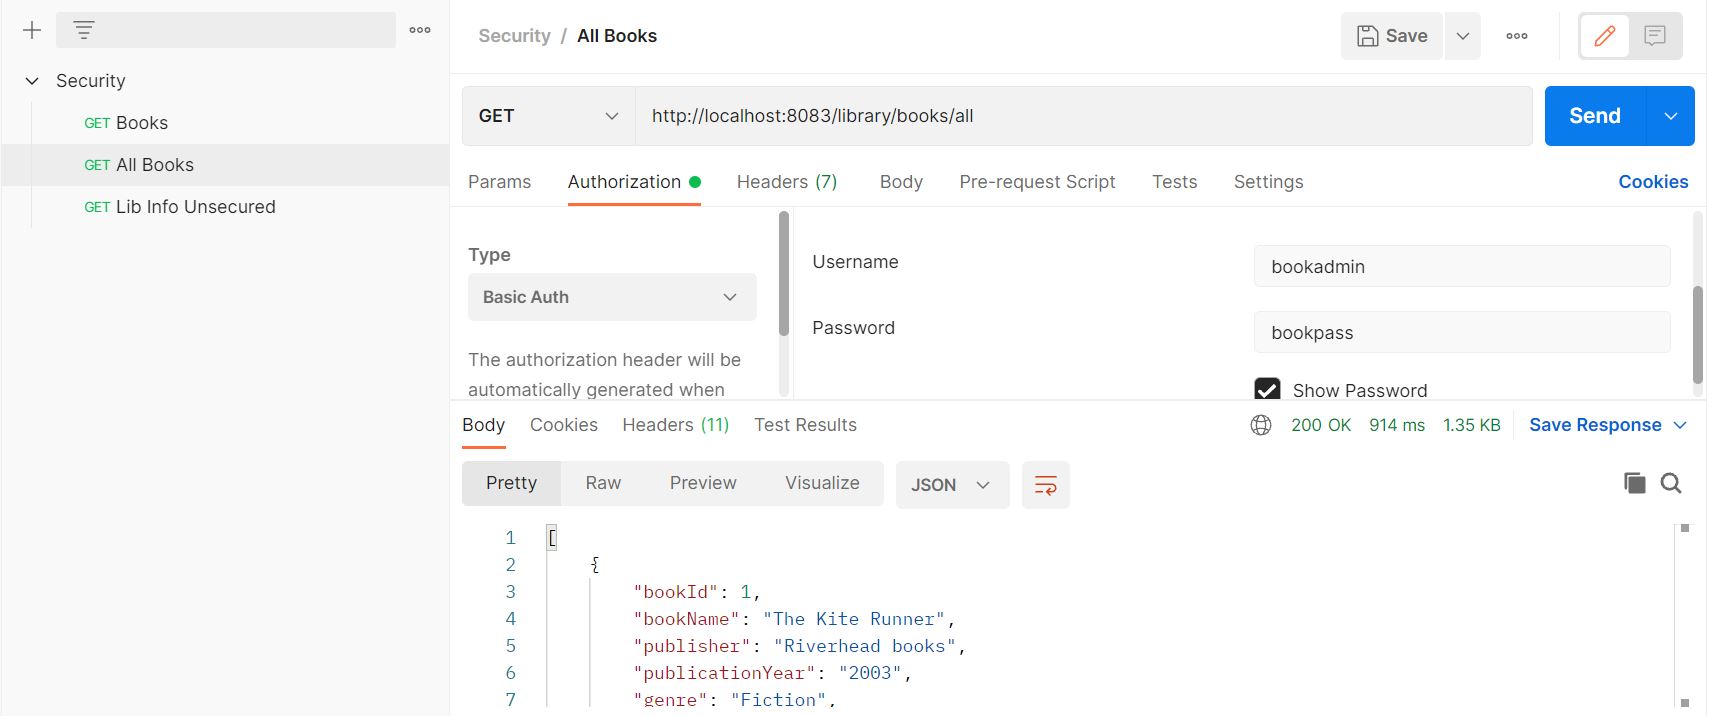 Security / All Books
Save
Security
GET Books
GET All Books
GET Lib Info Unsecured
GET
http://localhost:8083/library/books/all
Send
Params Authorization Headers (7) Body Pre-request Script Tests Settings Cookies
Type
Basic Auth
The authorization header will be
automatically generated when
Username
bookadmin
Password
bookpass
Show Password
Body Cookies Headers (11) Test Results 200 OK 914 ms 1.35 KB Save Response
Pretty Raw Preview Visualize JSON
1 [
2 {
3 "bookId": 1,
4 "bookName": "The Kite Runner",
5 "publisher": "Riverhead books",
6 "publicationYear": "2003",
7 "genre": "Fiction",